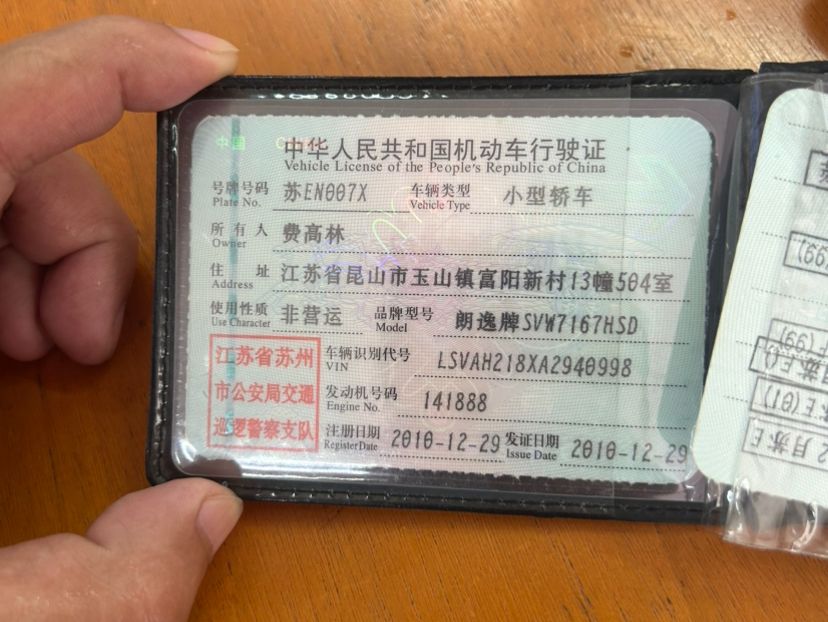 中国
中华人民共和国机动车行驶证
Vehicle License of the People's Republic of China
号牌号码 苏EN007X 车辆类型 小型轿车
Plate No. Vehicle Type
所有人 费高林
Owner
住址 江苏省昆山市玉山镇富阳新村13幢504室
Address
使用性质 非营运 品牌型号 朗逸牌SVW7167HSD
Use Character Model
江苏省苏州
市公安局交通
巡逻警察支队
车辆识别代号 LSVAH218XA2940998
VIN
发动机号码 141888
Engine No.
注册日期 2010-12-29 发证日期 2010-12-29
Register Date Issue Date